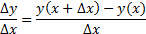 Δy/Δx = (y(x + Δx) − y(x))/Δx